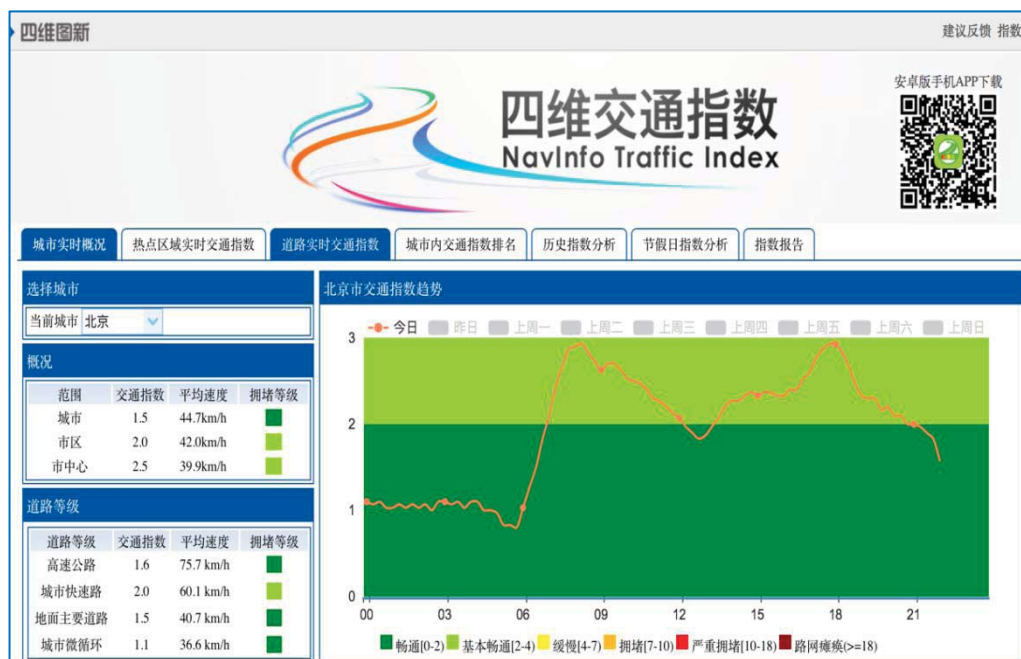 四维图新
建议反馈 指数
安卓版手机APP下载
四维交通指数
NavInfo Traffic Index
城市实时概况 热点区域实时交通指数 道路实时交通指数 城市内交通指数排名 历史指数分析 节假日指数分析 指数报告
选择城市
当前城市 北京
概况
范围 交通指数 平均速度 拥堵等级
城市 1.5 44.7km/h
市区 2.0 42.0km/h
市中心 2.5 39.9km/h
道路等级
道路等级 交通指数 平均速度 拥堵等级
高速公路 1.6 75.7 km/h
城市快速路 2.0 60.1 km/h
地面主要道路 1.5 40.7 km/h
城市微循环 1.1 36.6 km/h
北京市交通指数趋势
今日 昨日 上周一 上周二 上周三 上周四 上周五 上周六 上周日
3
2
1
0
00 03 06 09 12 15 18 21
畅通[0-2) 基本畅通[2-4) 缓慢[4-7) 拥堵[7-10) 严重拥堵[10-18) 路网瘫痪(>=18)